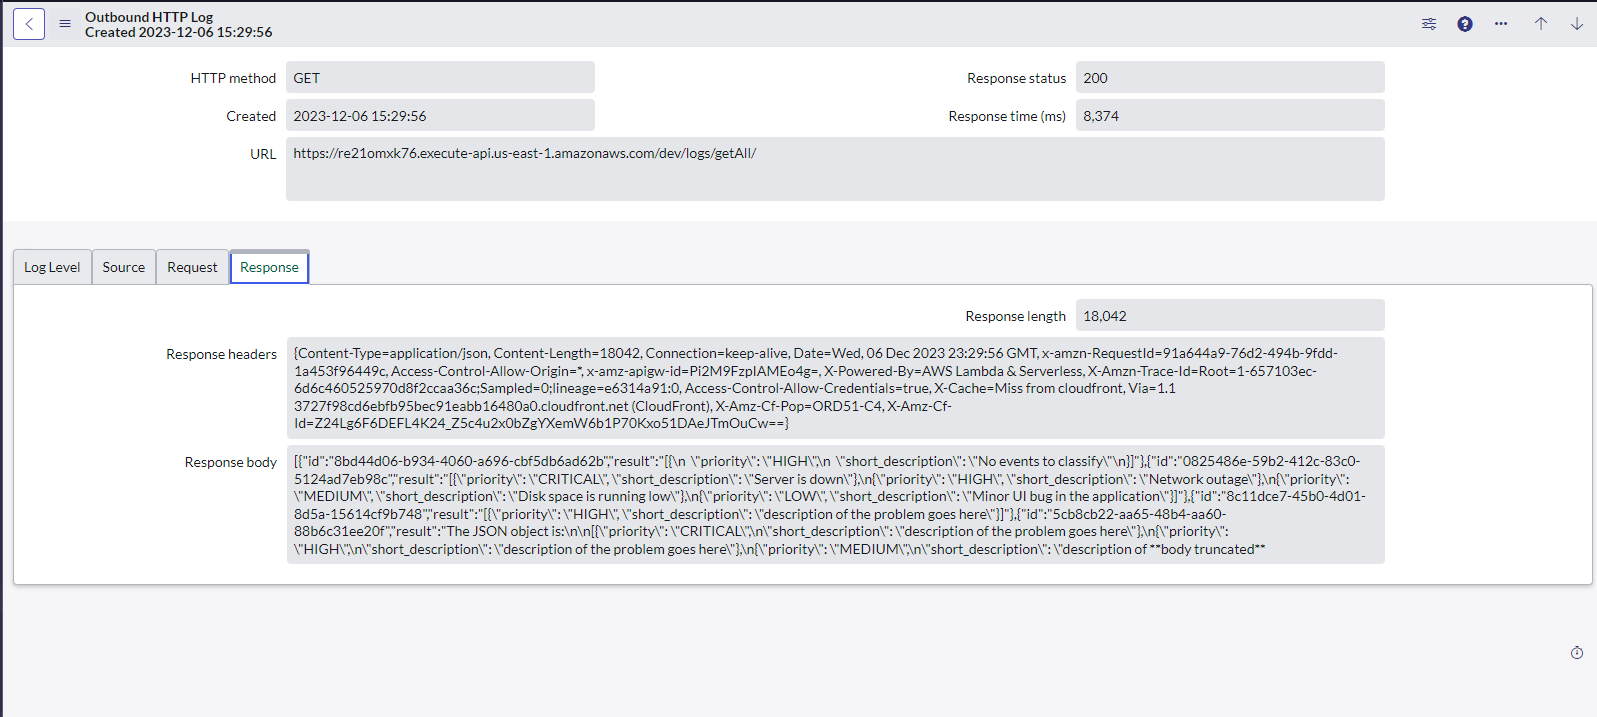 Outbound HTTP Log
Created 2023-12-06 15:29:56
HTTP method GET
Response status 200
Created 2023-12-06 15:29:56
Response time (ms) 8,374
URL https://re21omxk76.execute-api.us-east-1.amazonaws.com/dev/logs/getAll/
Log Level Source Request Response
Response length 18,042
Response headers {Content-Type=application/json, Content-Length=18042, Connection=keep-alive, Date=Wed, 06 Dec 2023 23:29:56 GMT, x-amzn-RequestId=91a644a9-76d2-494b-9fdd-
1a453f96449c, Access-Control-Allow-Origin=*, x-amz-apigw-id=Pi2M9FzpIAMEo4g=, X-Powered-By=AWS Lambda & Serverless, X-Amzn-Trace-Id=Root=1-657103ec-
6d6c460525970d8f2ccaa36c;Sampled=0;lineage=e6314a91:0, Access-Control-Allow-Credentials=true, X-Cache=Miss from cloudfront, Via=1.1
3727f98cd6ebfb95bec91eabb16480a0.cloudfront.net (CloudFront), X-Amz-Cf-Pop=ORD51-C4, X-Amz-Cf-
Id=Z24Lg6F6DEFL4K24_Z5c4u2x0bZgYXemW6b1P70Kxo51DAeJTmOuCw==}
Response body [{"id":"8bd44d06-b934-4060-a696-cbf5db6ad62b","result":"[{\n \"priority\": \"HIGH\",\n \"short_description\": \"No events to classify\"\n}]"},{"id":"0825486e-59b2-412c-83c0-
5124ad7eb98c","result":"[{\"priority\": \"CRITICAL\", \"short_description\": \"Server is down\"},\n{\"priority\": \"HIGH\", \"short_description\": \"Network outage\"},\n{\"priority\":
\"MEDIUM\", \"short_description\": \"Disk space is running low\"},\n{\"priority\": \"LOW\", \"short_description\": \"Minor UI bug in the application\"}]"},{"id":"8c11dce7-45b0-4d01-
8d5a-15614cf9b748","result":"[{\"priority\": \"HIGH\", \"short_description\": \"description of the problem goes here\"}]"},{"id":"5cb8cb22-aa65-48b4-aa60-
88b6c31ee20f","result":"The JSON object is:\n\n[{\"priority\": \"CRITICAL\",\n\"short_description\": \"description of the problem goes here\"},\n{\"priority\":
\"HIGH\",\n\"short_description\": \"description of the problem goes here\"},\n{\"priority\": \"MEDIUM\",\n\"short_description\": \"description of **body truncated**